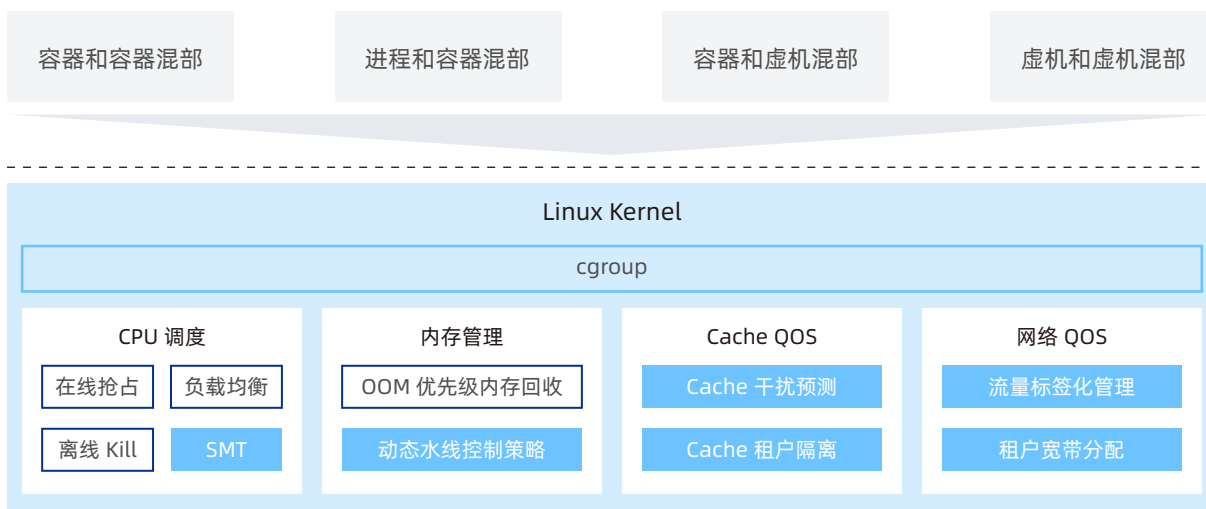 容器和容器混部
进程和容器混部
容器和虚机混部
虚机和虚机混部
Linux Kernel
cgroup
CPU 调度
在线抢占
负载均衡
离线 Kill
SMT
内存管理
OOM 优先级内存回收
动态水线控制策略
Cache QOS
Cache 干扰预测
Cache 租户隔离
网络 QOS
流量标签化管理
租户宽带分配